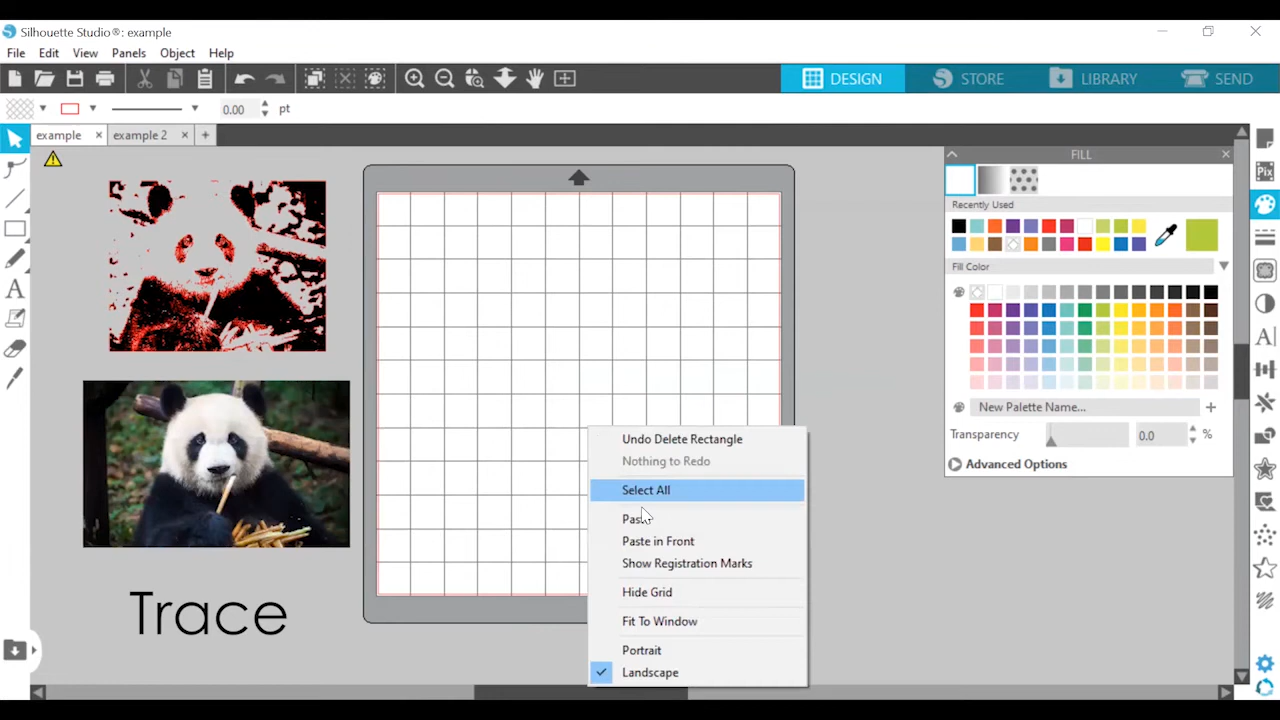 Silhouette Studio®: example
File Edit View Panels Object Help
DESIGN STORE LIBRARY SEND
0.00 pt
example × example 2 × +
FILL
Recently Used
Fill Color
New Palette Name...
Transparency 0.0 %
Advanced Options
Undo Delete Rectangle
Nothing to Redo
Select All
Paste
Paste in Front
Show Registration Marks
Hide Grid
Fit To Window
Portrait
Landscape
Trace